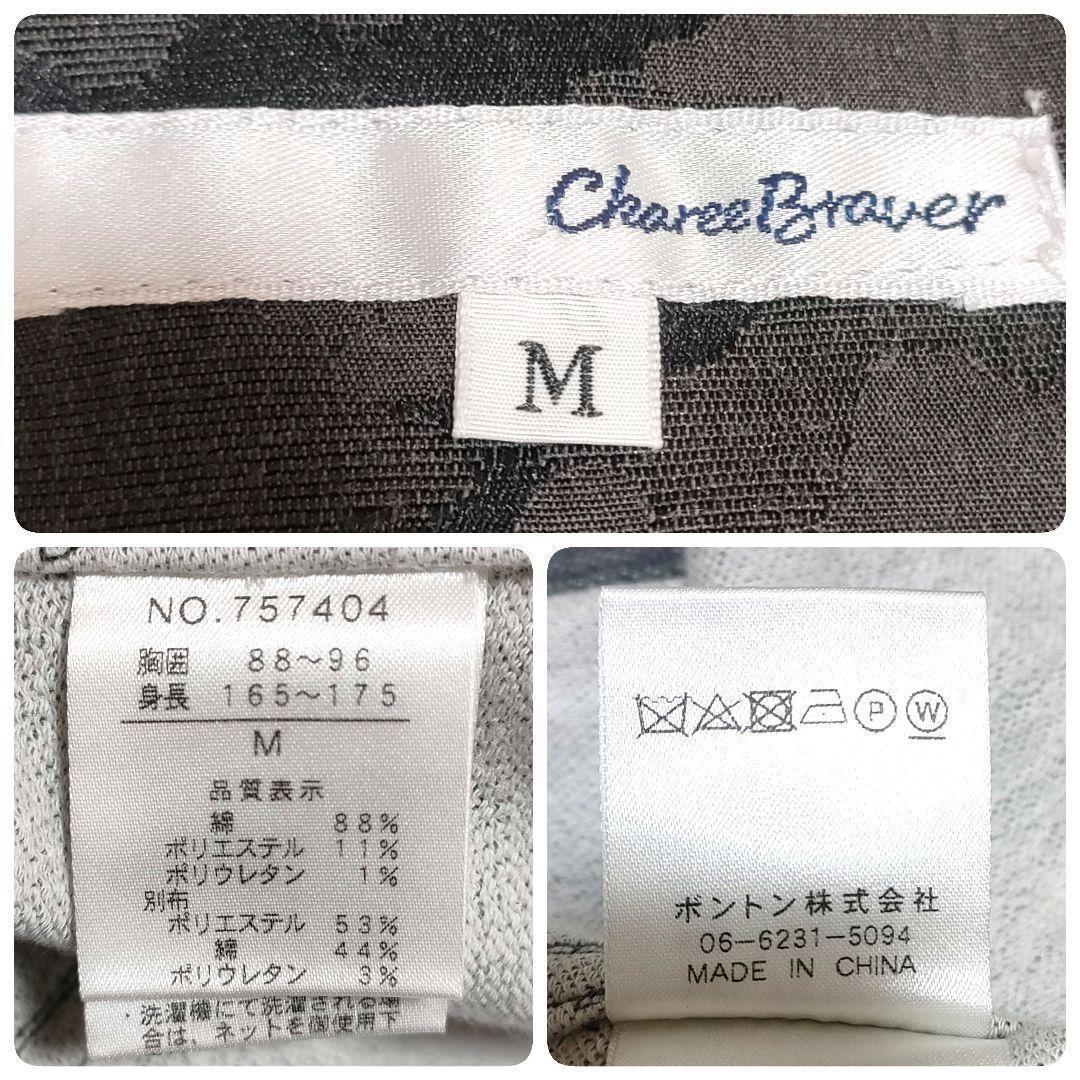 ChareeBraver
M
NO.757404
胸囲 88～96
身長 165～175
M
品質表示
綿 88%
ポリエステル 11%
ポリウレタン 1%
別布
ポリエステル 53%
綿 44%
ポリウレタン 3%
・洗濯機にて洗濯される場
合は、ネットを御使用下
P W
ボントン株式会社
06-6231-5094
MADE IN CHINA